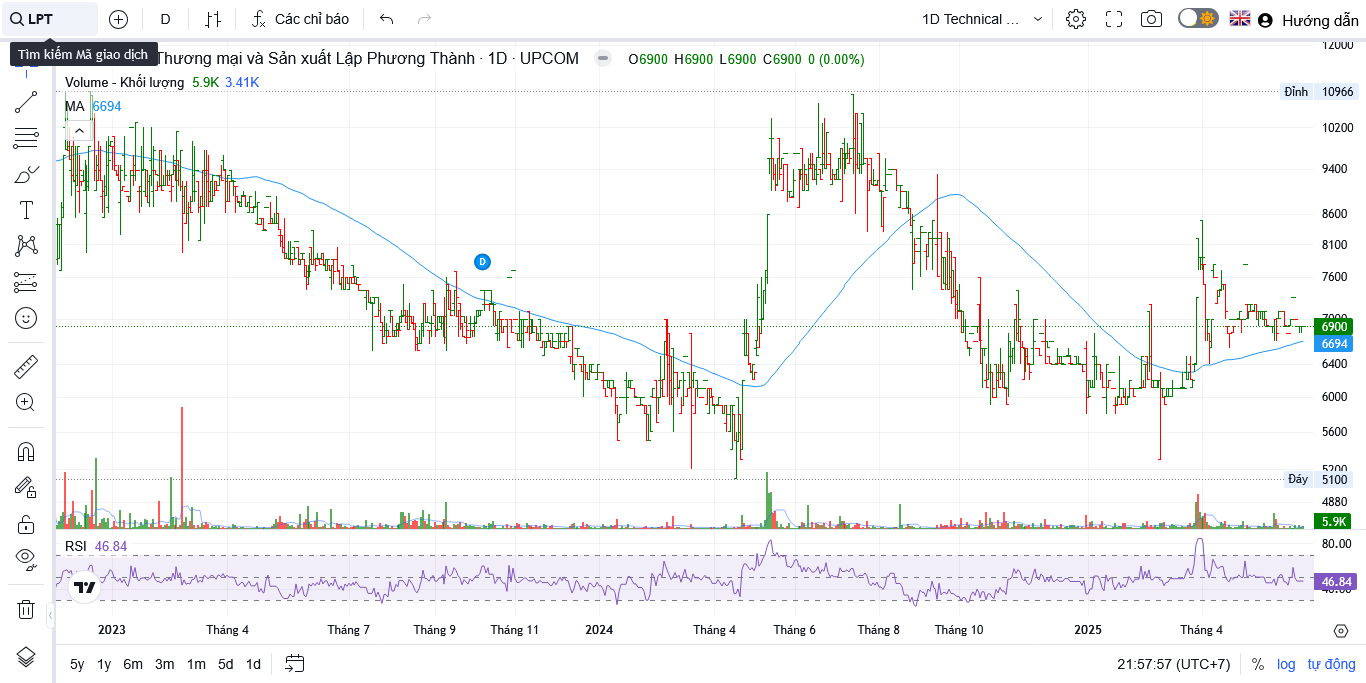 LPT
D
Các chỉ báo
1D Technical ...
Hướng dẫn
Tìm kiếm Mã giao dịch
Thương mại và Sản xuất Lập Phương Thành · 1D · UPCOM
O6900 H6900 L6900 C6900 0 (0.00%)
Volume - Khối lượng 5.9K 3.41K
MA 6694
D
12000
Đỉnh 10966
10200
9400
8600
8100
7600
7000
6900
6694
6400
6000
5600
5200
Đáy 5100
4880
5.9K
RSI 46.84
80.00
46.84
40.00
2023 Tháng 4 Tháng 7 Tháng 9 Tháng 11 2024 Tháng 4 Tháng 6 Tháng 8 Tháng 10 2025 Tháng 4
5y 1y 6m 3m 1m 5d 1d
21:57:57 (UTC+7) % log tự động